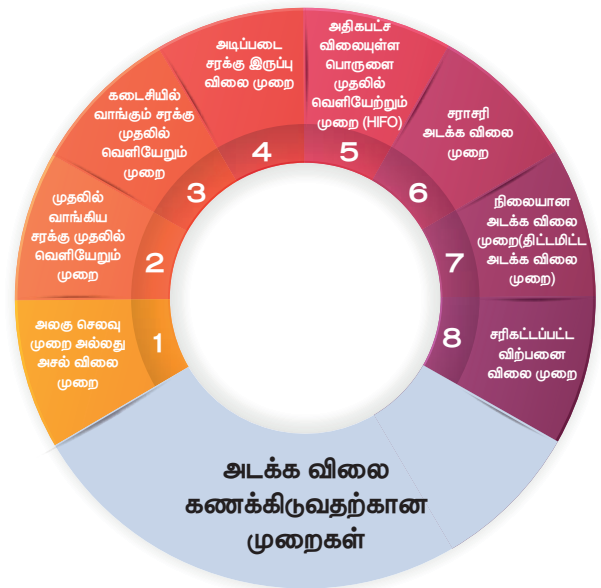 அலகு செலவு
முறை அல்லது
அசல் விலை
முறை
1
முதலில்
வாங்கிய
சரக்கு முதலில்
வெளியேறும்
முறை
2
கடைசியில்
வாங்கும் சரக்கு
முதலில்
வெளியேறும்
முறை
3
அடிப்படை
சரக்கு இருப்பு
விலை முறை
4
அதிகபட்ச
விலையுள்ள
பொருளை
முதலில்
வெளியேற்றும்
முறை (HIFO)
5
சராசரி
அடக்க விலை
முறை
6
நிலையான
அடக்க விலை
முறை(திட்டமிட்ட
அடக்க விலை
முறை)
7
சரிகட்டப்பட்ட
விற்பனை
விலை முறை
8
அடக்க விலை
கணக்கிடுவதற்கான
முறைகள்